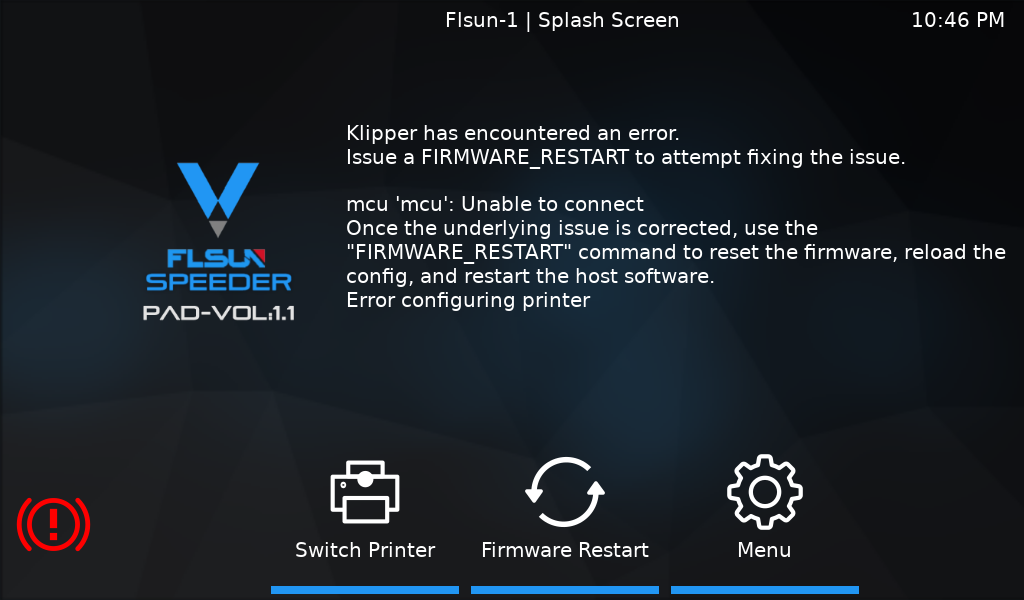 Flsun-1 | Splash Screen
10:46 PM
Klipper has encountered an error.
Issue a FIRMWARE_RESTART to attempt fixing the issue.
mcu 'mcu': Unable to connect
Once the underlying issue is corrected, use the
"FIRMWARE_RESTART" command to reset the firmware, reload the
config, and restart the host software.
Error configuring printer
FLSUN
SPEEDER
PAD-VOL:1.1
Switch Printer
Firmware Restart
Menu